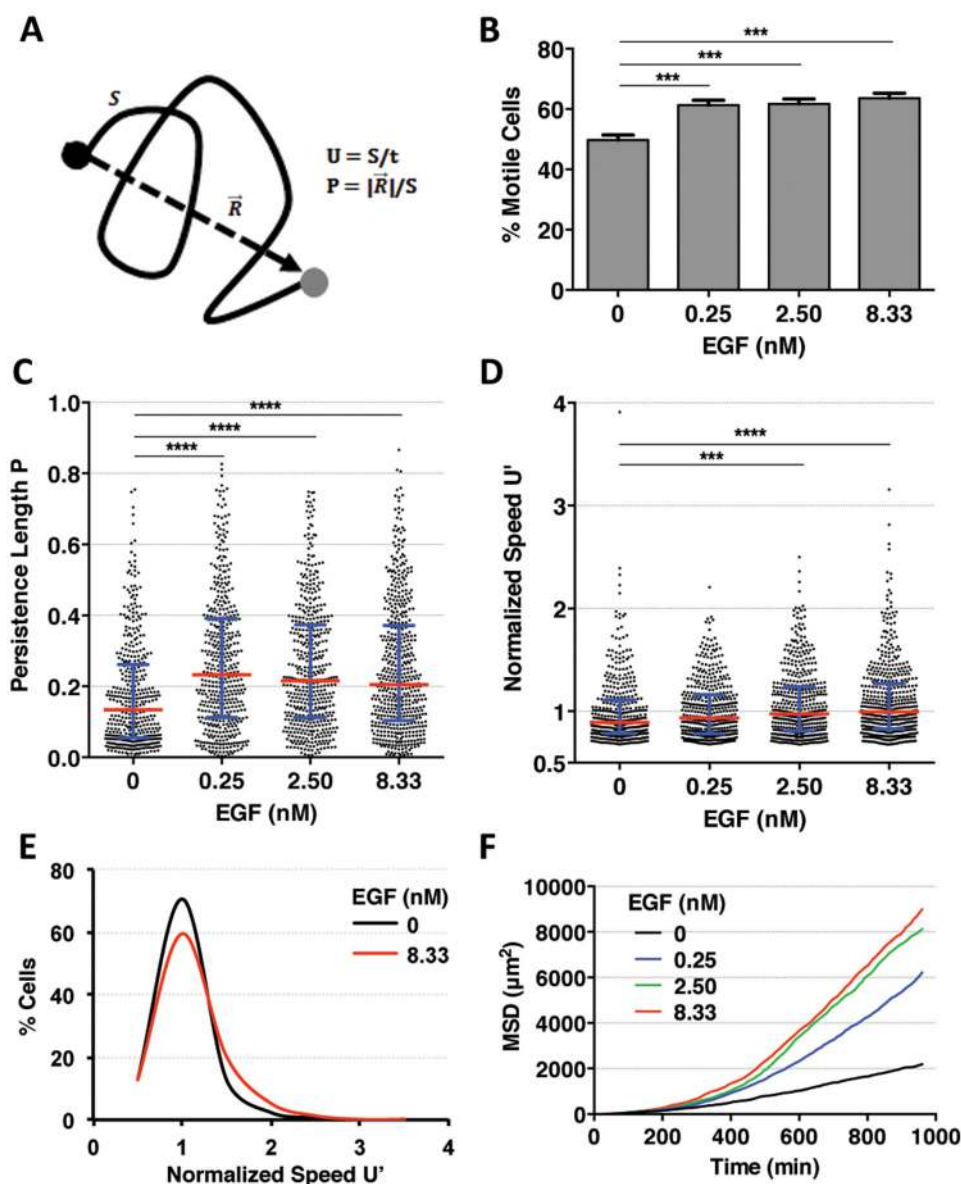 A
S
R
U = S/t
P = |R⃗|/S
B
% Motile Cells
80
60
40
20
0
***
***
***
0 0.25 2.50 8.33
EGF (nM)
C
Persistence Length P
1.0
0.8
0.6
0.4
0.2
0.0
****
****
****
0 0.25 2.50 8.33
EGF (nM)
D
Normalized Speed U'
4
3
2
1
0.5
****
***
0 0.25 2.50 8.33
EGF (nM)
E
% Cells
80
60
40
20
0
EGF (nM)
0
8.33
0 1 2 3 4
Normalized Speed U’
F
MSD (µm²)
10000
8000
6000
4000
2000
0
EGF (nM)
0
0.25
2.50
8.33
0 200 400 600 800 1000
Time (min)